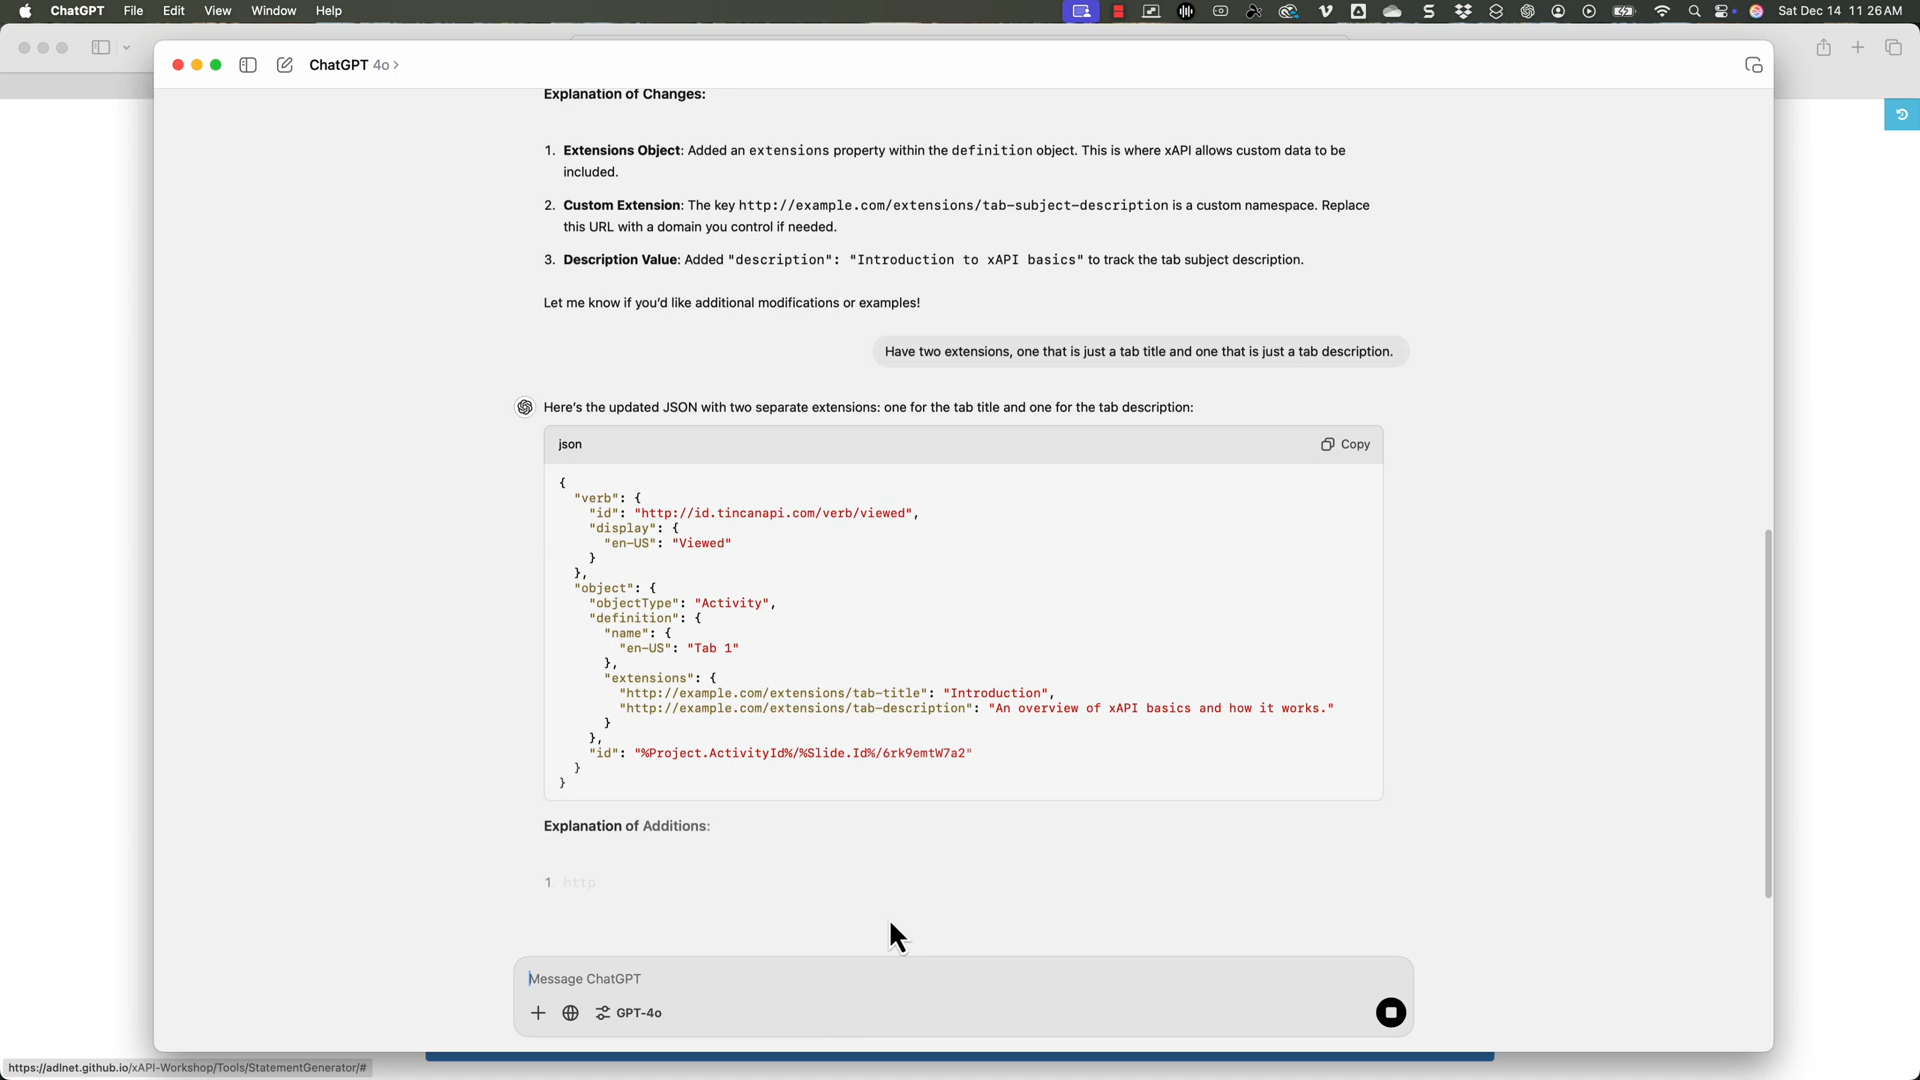 ChatGPT File Edit View Window Help Sat Dec 14 11 26 AM
ChatGPT 4o >
Explanation of Changes:
1. Extensions Object: Added an extensions property within the definition object. This is where xAPI allows custom data to be
included.
2. Custom Extension: The key http://example.com/extensions/tab-subject-description is a custom namespace. Replace
this URL with a domain you control if needed.
3. Description Value: Added "description": "Introduction to xAPI basics" to track the tab subject description.
Let me know if you'd like additional modifications or examples!
Have two extensions, one that is just a tab title and one that is just a tab description.
Here's the updated JSON with two separate extensions: one for the tab title and one for the tab description:
json Copy
{
"verb": {
"id": "http://id.tincanapi.com/verb/viewed",
"display": {
"en-US": "Viewed"
}
},
"object": {
"objectType": "Activity",
"definition": {
"name": {
"en-US": "Tab 1"
},
"extensions": {
"http://example.com/extensions/tab-title": "Introduction",
"http://example.com/extensions/tab-description": "An overview of xAPI basics and how it works."
}
},
"id": "%Project.ActivityId%/%Slide.Id%/6rk9emtW7a2"
}
}
Explanation of Additions:
1. http
Message ChatGPT
GPT-4o
https://adlnet.github.io/xAPI-Workshop/Tools/StatementGenerator/#